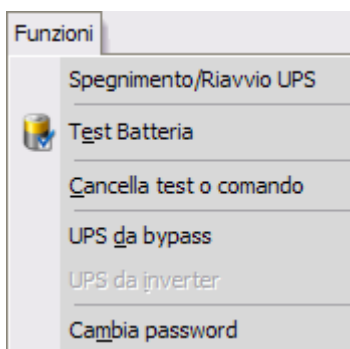 Funzioni
Spegnimento/Riavvio UPS
Test Batteria
Cancella test o comando
UPS da bypass
UPS da inverter
Cambia password